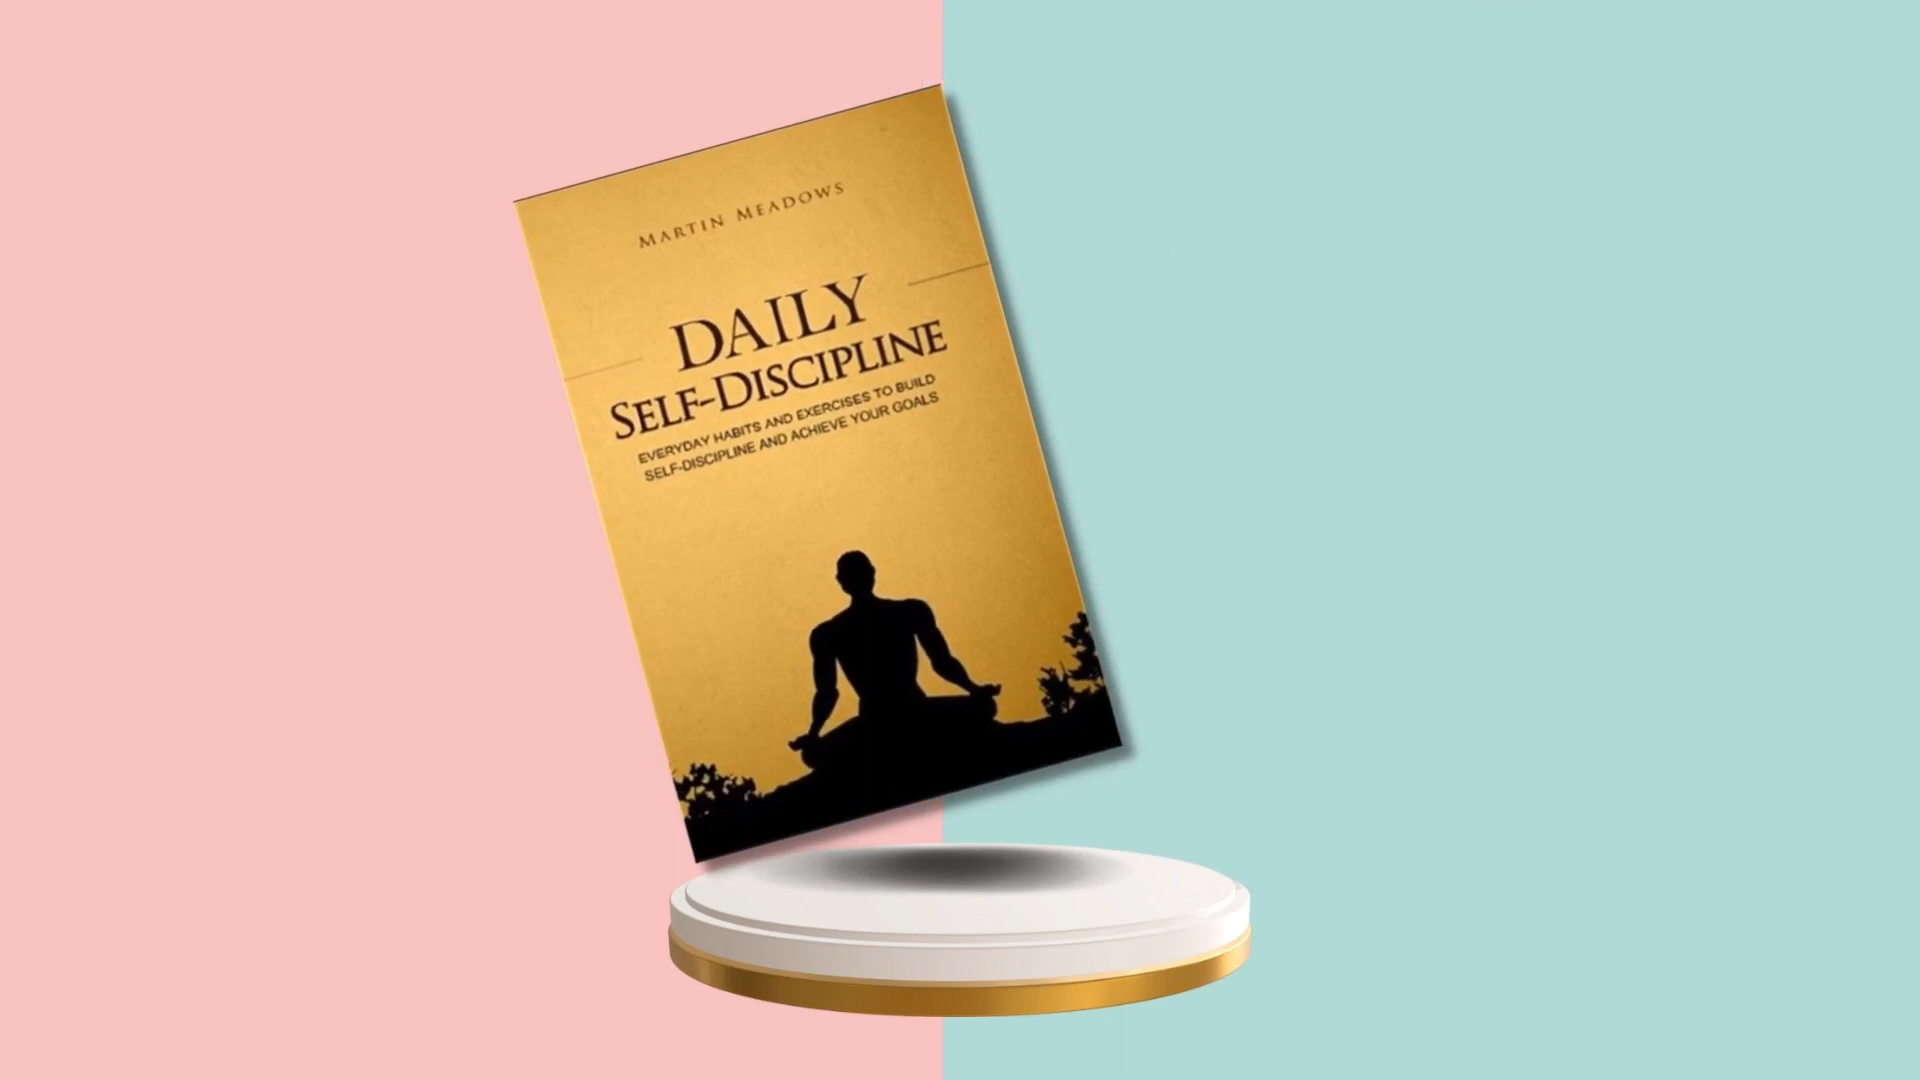 MARTIN MEADOWS
DAILY
SELF-DISCIPLINE
EVERYDAY HABITS AND EXERCISES TO BUILD
SELF-DISCIPLINE AND ACHIEVE YOUR GOALS